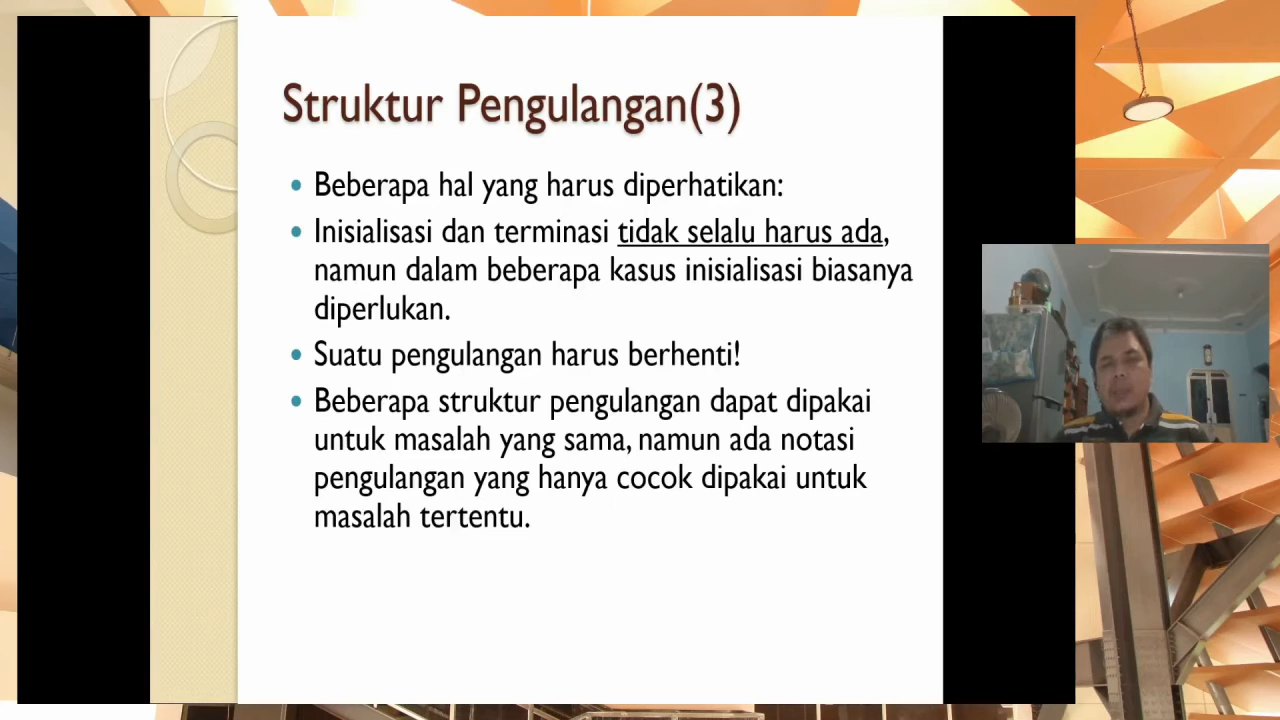 Struktur Pengulangan(3)
• Beberapa hal yang harus diperhatikan:
• Inisialisasi dan terminasi tidak selalu harus ada,
namun dalam beberapa kasus inisialisasi biasanya
diperlukan.
• Suatu pengulangan harus berhenti!
• Beberapa struktur pengulangan dapat dipakai
untuk masalah yang sama, namun ada notasi
pengulangan yang hanya cocok dipakai untuk
masalah tertentu.